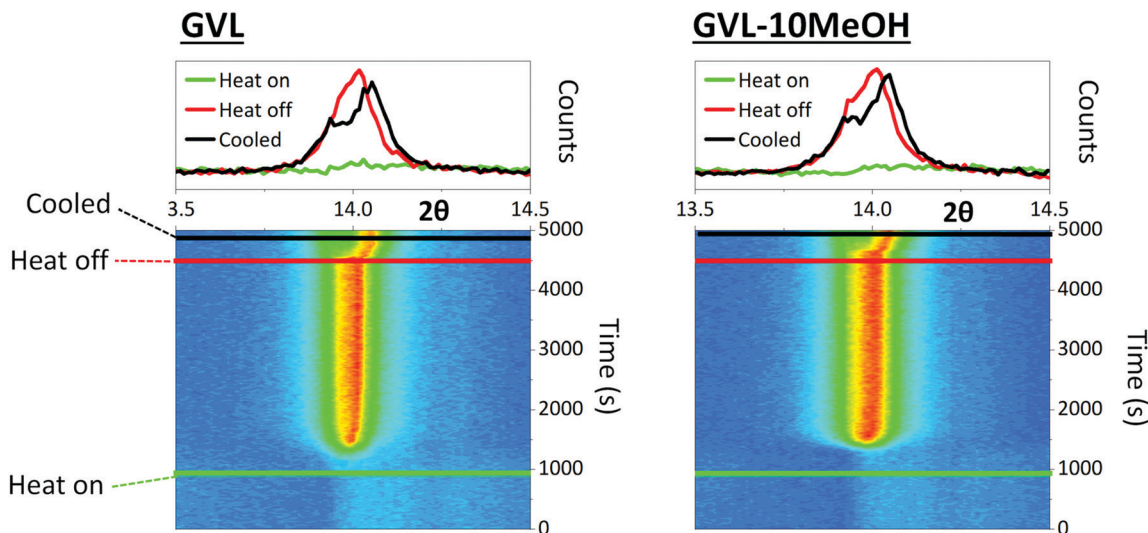 GVL
GVL-10MeOH
Heat on
Heat off
Cooled
Counts
Heat on
Heat off
Cooled
Counts
3.5
14.0
2θ
14.5
13.5
14.0
2θ
14.5
Cooled
Heat off
Heat on
5000
4000
3000
2000
1000
0
Time (s)
5000
4000
3000
2000
1000
0
Time (s)